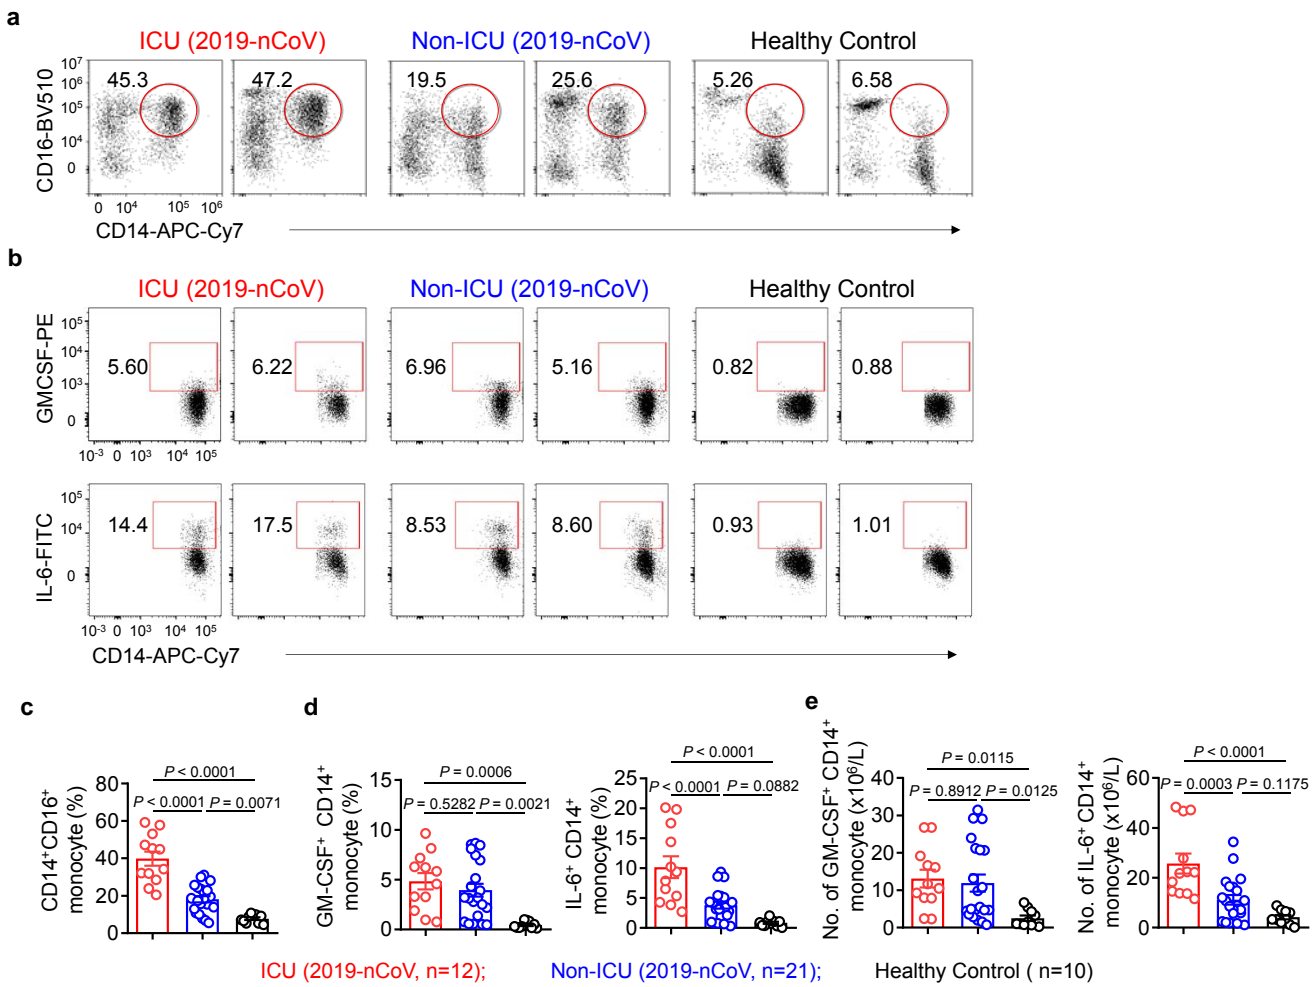 a
ICU (2019-nCoV) Non-ICU (2019-nCoV) Healthy Control
CD16-BV510
10⁷
10⁶
10⁵
10⁴
0
45.3 47.2 19.5 25.6 5.26 6.58
0 10⁴ 10⁵ 10⁶
CD14-APC-Cy7
b
ICU (2019-nCoV) Non-ICU (2019-nCoV) Healthy Control
GMCSF-PE
10⁵
10⁴
10³
0
5.60 6.22 6.96 5.16 0.82 0.88
10⁻³ 0 10³ 10⁴ 10⁵
IL-6-FITC
10⁵
10⁴
0
14.4 17.5 8.53 8.60 0.93 1.01
10⁻³ 0 10³ 10⁴ 10⁵
CD14-APC-Cy7
c
CD14⁺CD16⁺
monocyte (%)
80
60
40
20
0
P < 0.0001
P < 0.0001 P = 0.0071
d
GM-CSF⁺ CD14⁺
monocyte (%)
15
10
5
0
P = 0.0006
P = 0.5282 P = 0.0021
IL-6⁺ CD14⁺
monocyte (%)
25
20
15
10
5
0
P < 0.0001
P < 0.0001 P = 0.0882
e
No. of GM-CSF⁺ CD14⁺
monocyte (x10⁶/L)
40
30
20
10
0
P = 0.0115
P = 0.8912 P = 0.0125
No. of IL-6⁺ CD14⁺
monocyte (x10⁶/L)
60
40
20
0
P < 0.0001
P = 0.0003 P = 0.1175
ICU (2019-nCoV, n=12); Non-ICU (2019-nCoV, n=21); Healthy Control ( n=10)